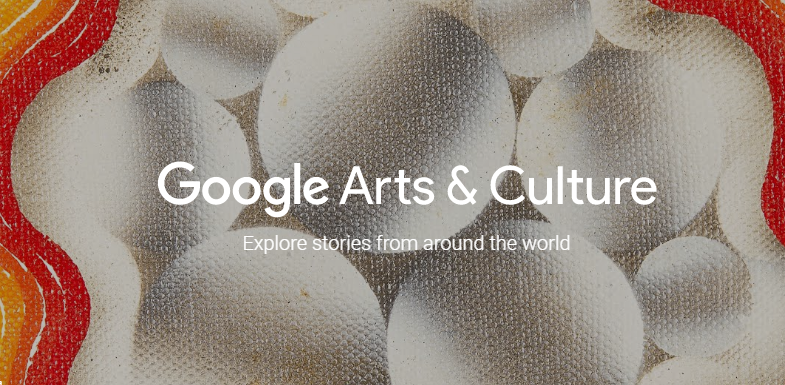 Google Arts & Culture
Explore stories from around the world